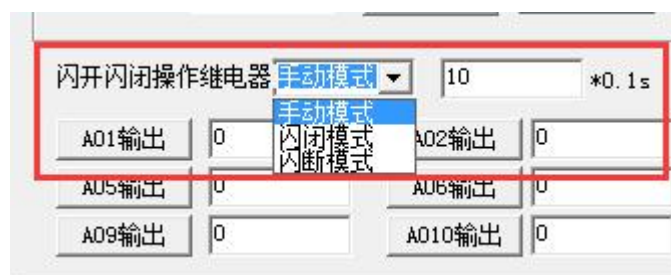 闪开闪闭操作继电器 手动模式 10 *0.1s
手动模式
闪闭模式
闪断模式
A01输出 0 A02输出 0
A05输出 0 A06输出 0
A09输出 0 A010输出 0